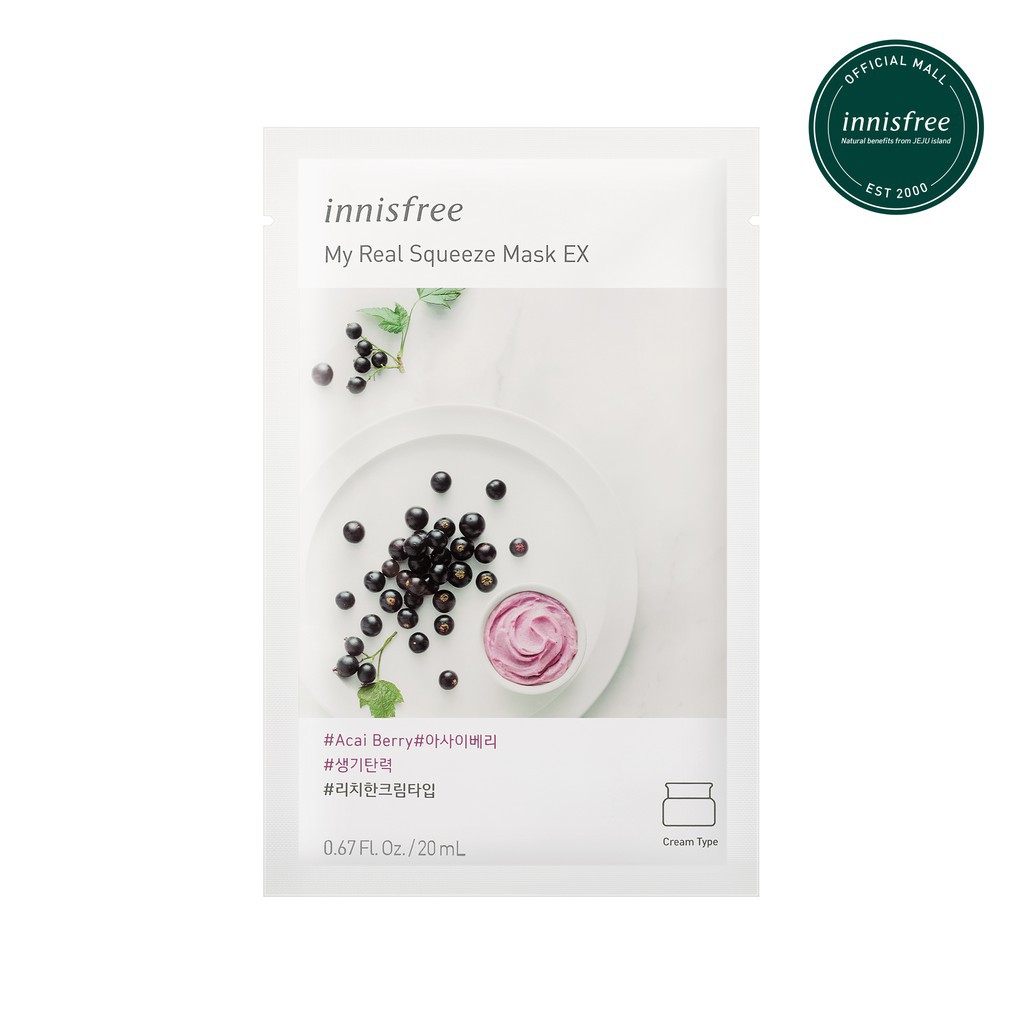 OFFICIAL MALL
innisfree
Natural benefits from JEJU island
EST 2000
innisfree
My Real Squeeze Mask EX
#Acai Berry#아사이베리
#생기탄력
#리치한크림타입
0.67 Fl. Oz. / 20 mL
Cream Type